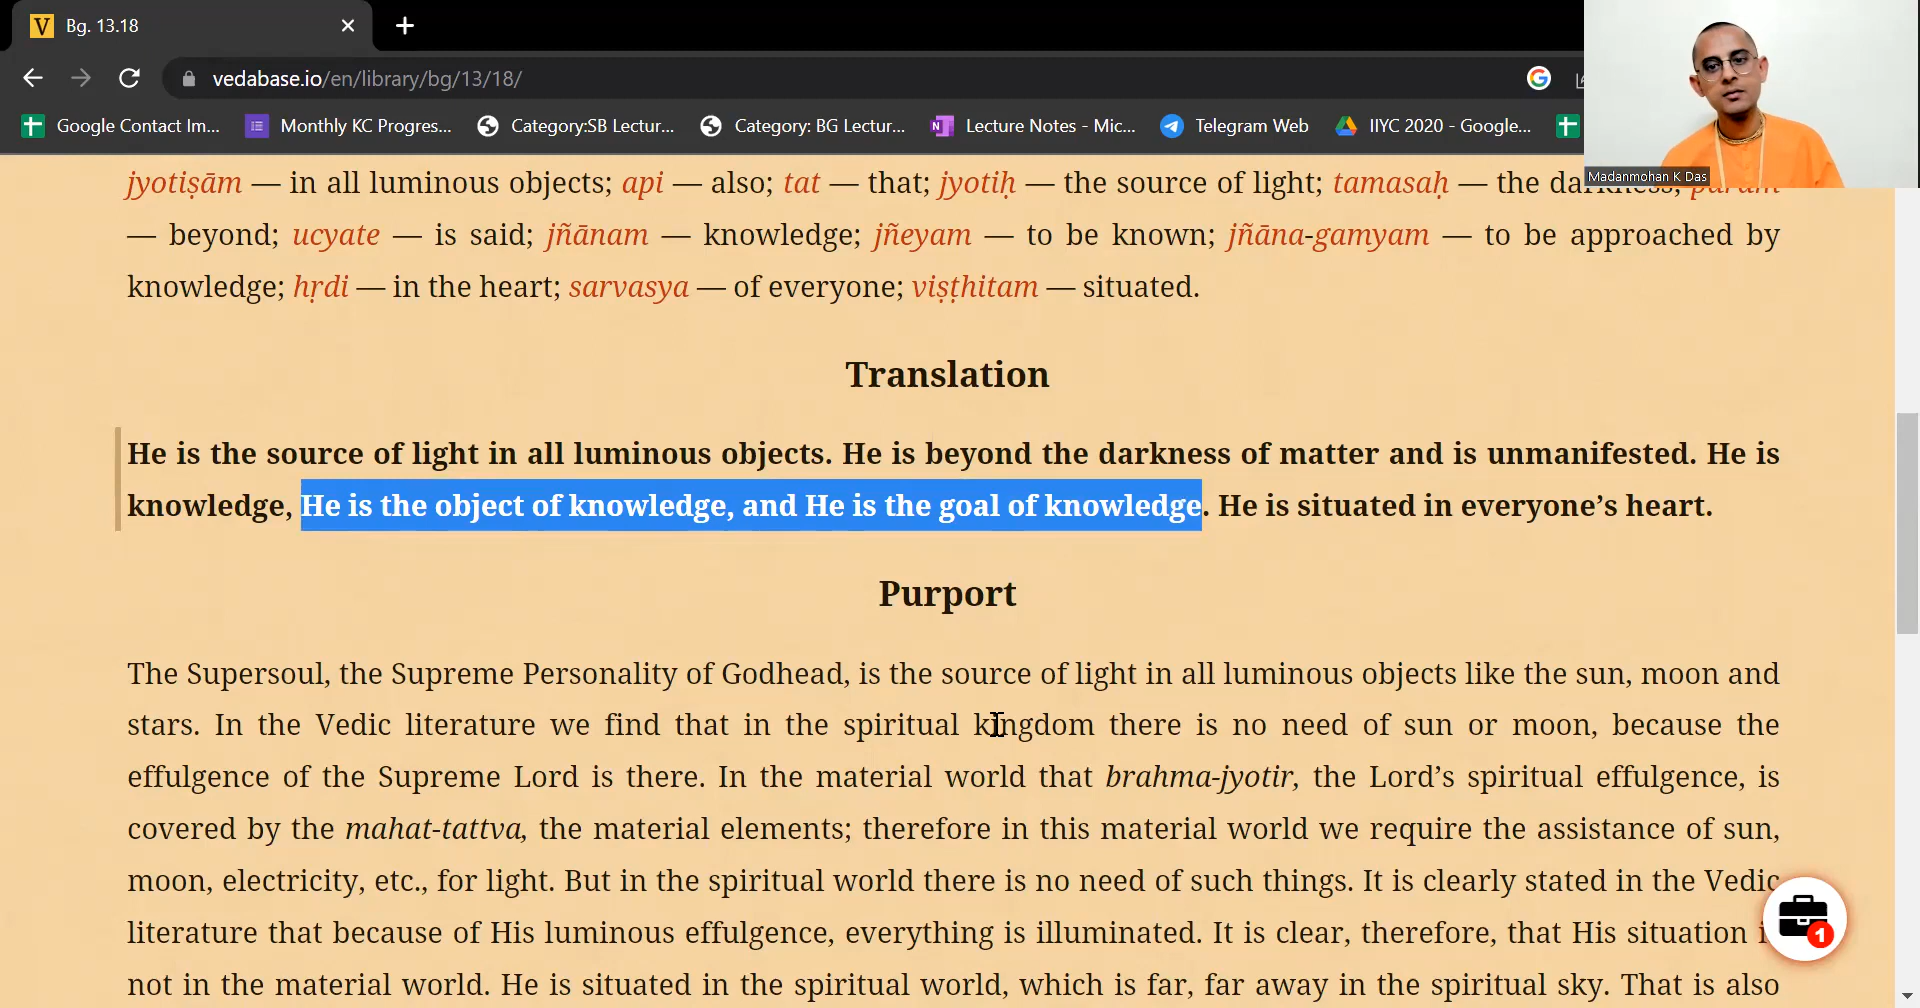 Bg. 13.18
vedabase.io/en/library/bg/13/18/
Google Contact Im...
Monthly KC Progres...
Category:SB Lectur...
Category: BG Lectur...
Lecture Notes - Mic...
Telegram Web
IIYC 2020 - Google...
Madanmohan K Das
jyotiṣām — in all luminous objects; api — also; tat — that; jyotiḥ — the source of light; tamasaḥ — the darkness; param
— beyond; ucyate — is said; jñānam — knowledge; jñeyam — to be known; jñāna-gamyam — to be approached by
knowledge; hṛdi — in the heart; sarvasya — of everyone; viṣṭhitam — situated.
Translation
He is the source of light in all luminous objects. He is beyond the darkness of matter and is unmanifested. He is
knowledge, He is the object of knowledge, and He is the goal of knowledge. He is situated in everyone’s heart.
Purport
The Supersoul, the Supreme Personality of Godhead, is the source of light in all luminous objects like the sun, moon and
stars. In the Vedic literature we find that in the spiritual kingdom there is no need of sun or moon, because the
effulgence of the Supreme Lord is there. In the material world that brahma-jyotir, the Lord’s spiritual effulgence, is
covered by the mahat-tattva, the material elements; therefore in this material world we require the assistance of sun,
moon, electricity, etc., for light. But in the spiritual world there is no need of such things. It is clearly stated in the Vedic
literature that because of His luminous effulgence, everything is illuminated. It is clear, therefore, that His situation
not in the material world. He is situated in the spiritual world, which is far, far away in the spiritual sky. That is also
1